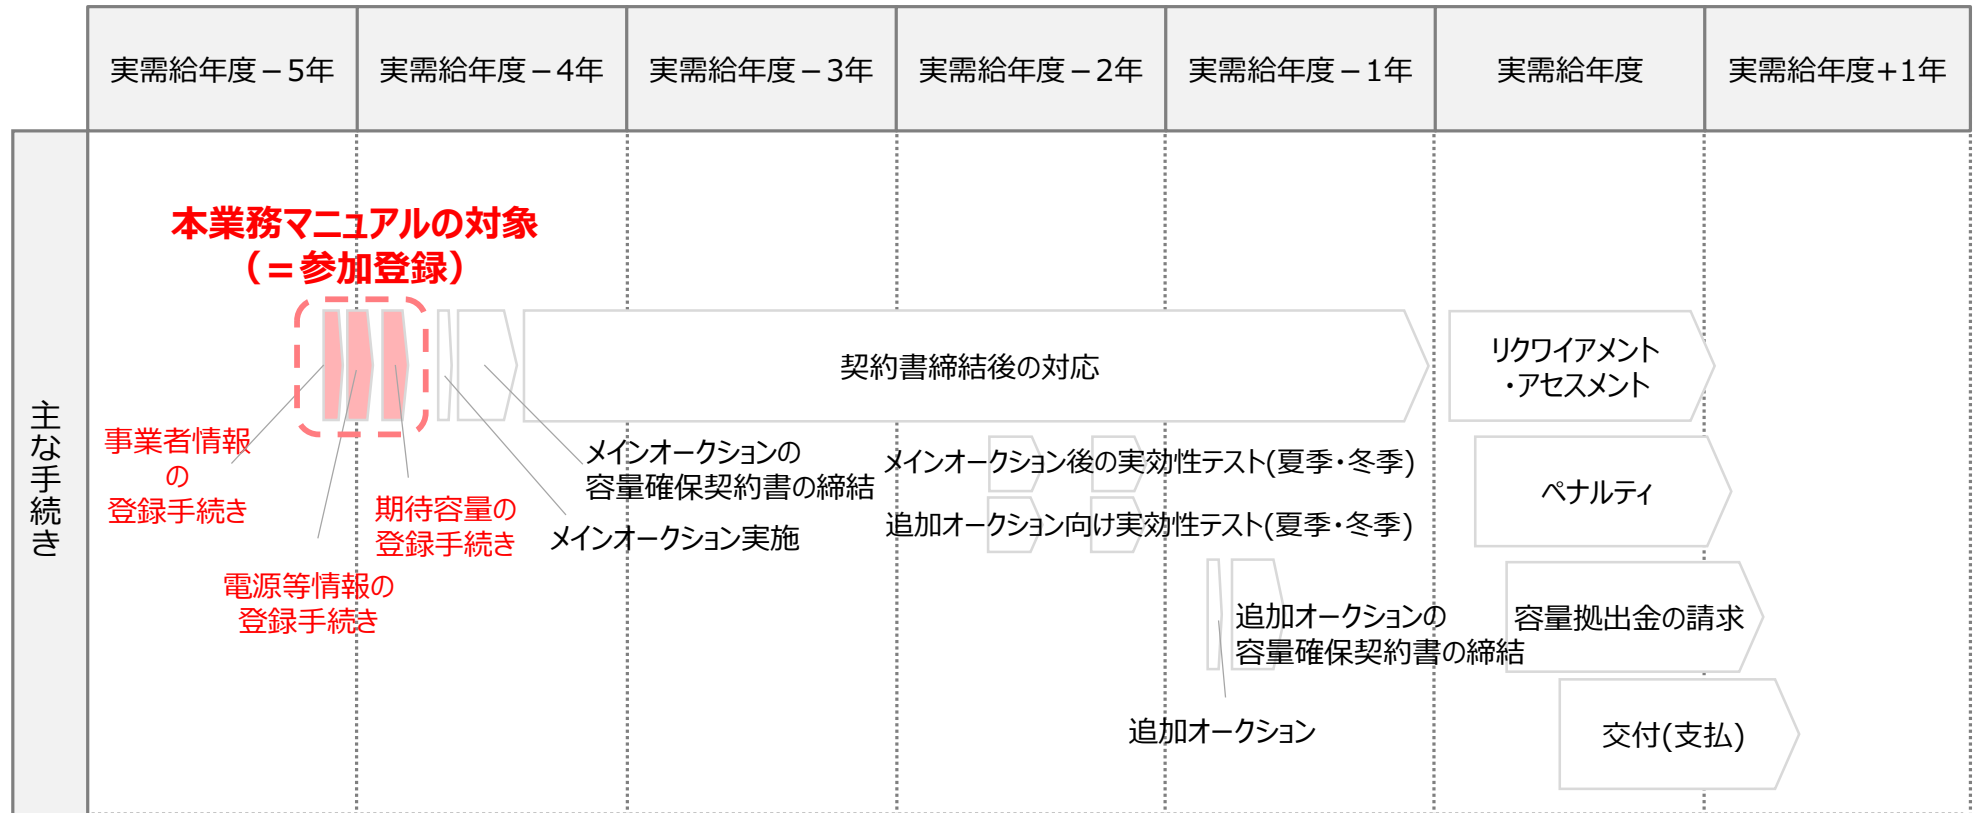 実需給年度－5年
実需給年度－4年
実需給年度－3年
実需給年度－2年
実需給年度－1年
実需給年度
実需給年度+1年
主な手続き
本業務マニュアルの対象
(＝参加登録)
契約書締結後の対応
リクワイアメント
・アセスメント
事業者情報
の
登録手続き
メインオークションの
容量確保契約書の締結
メインオークション後の実効性テスト(夏季・冬季)
ペナルティ
期待容量の
登録手続き
メインオークション実施
追加オークション向け実効性テスト(夏季・冬季)
電源等情報の
登録手続き
追加オークションの
容量確保契約書の締結
容量拠出金の請求
追加オークション
交付(支払)